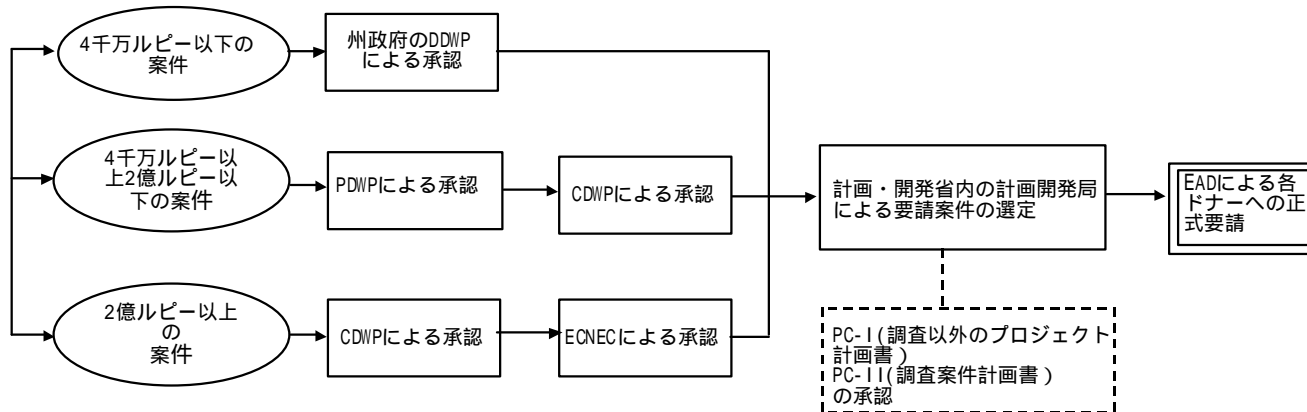 4千万ルピー以下の
案件
州政府のDDWP
による承認
4千万ルピー以
上2億ルピー以
下の案件
PDWPによる承認
CDWPによる承認
2億ルピー以上
の
案件
CDWPによる承認
ECNECによる承認
計画・開発省内の計画開発局
による要請案件の選定
EADによる各
ドナーへの正
式要請
PC-I(調査以外のプロジェクト
計画書)
PC-II(調査案件計画書)
の承認